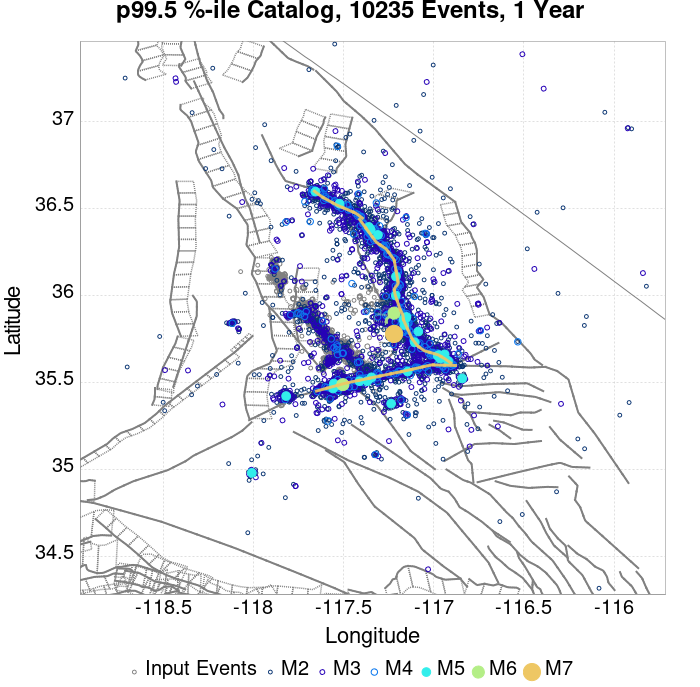 p99.5 %-ile Catalog, 10235 Events, 1 Year
37
36.5
36
35.5
35
34.5
Latitude
-118.5 -118 -117.5 -117 -116.5 -116
Longitude
Input Events M2 M3 M4 M5 M6 M7